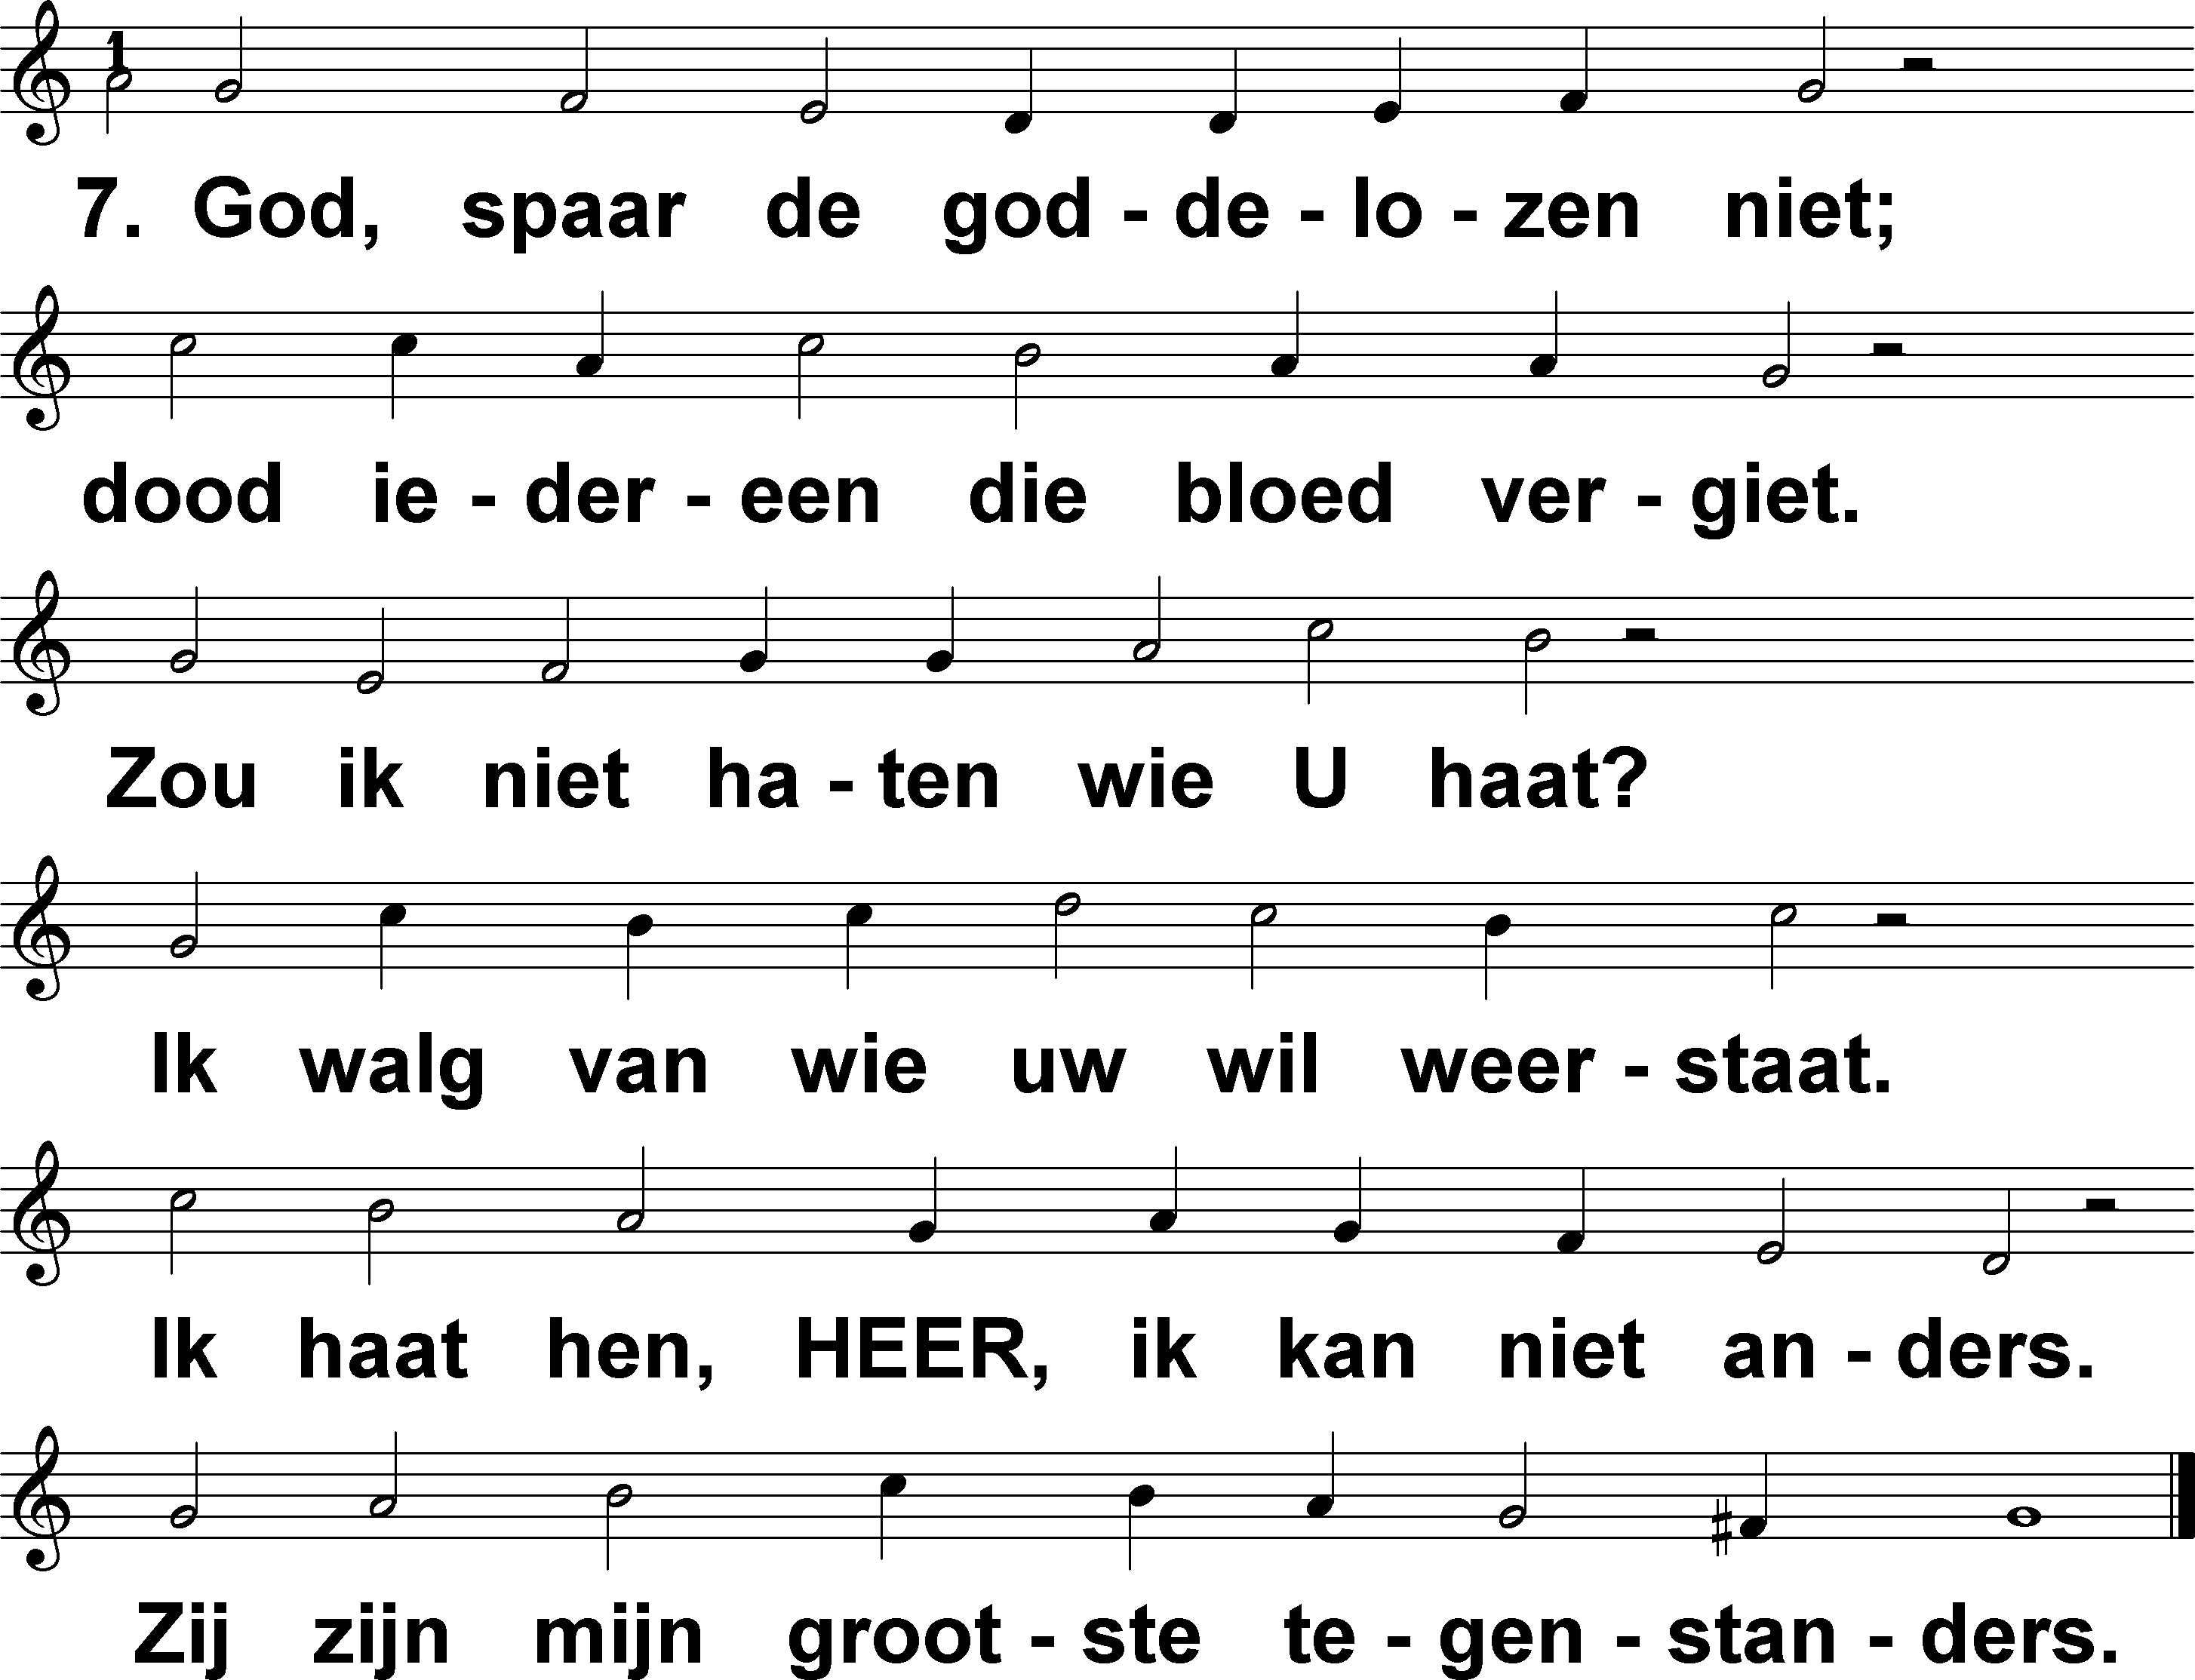 1
7. God, spaar de god - de - lo - zen niet;
dood ie - der - een die bloed ver - giet.
Zou ik niet ha - ten wie U haat?
Ik walg van wie uw wil weer - staat.
Ik haat hen, HEER, ik kan niet an - ders.
Zij zijn mijn groot - ste te - gen - stan - ders.